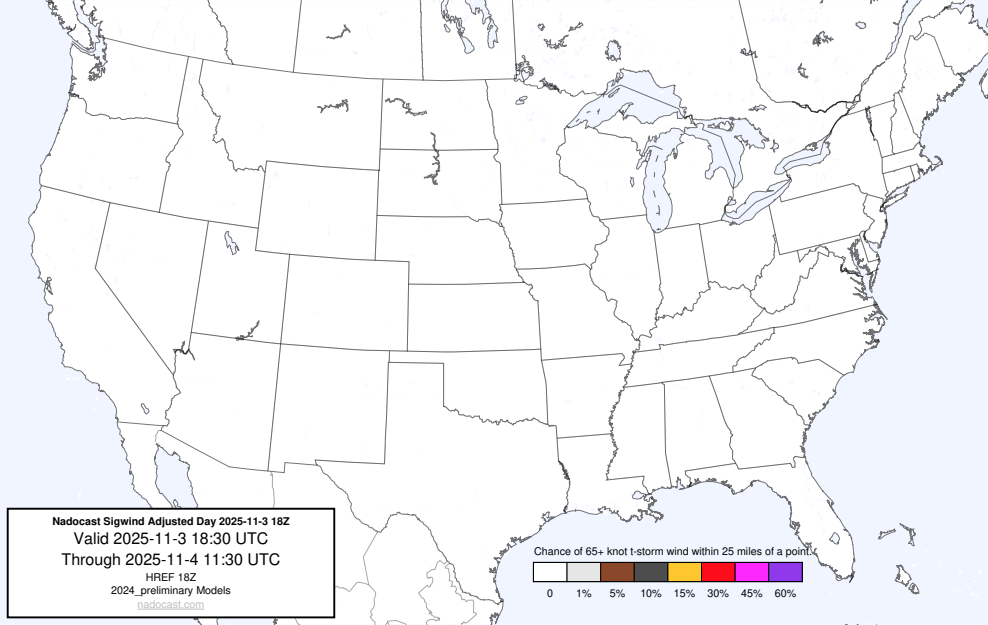 Nadocast Sigwind Adjusted Day 2025-11-3 18Z
Valid 2025-11-3 18:30 UTC
Through 2025-11-4 11:30 UTC
HREF 18Z
2024_preliminary Models
nadocast.com
Chance of 65+ knot t-storm wind within 25 miles of a point.
0 1% 5% 10% 15% 30% 45% 60%